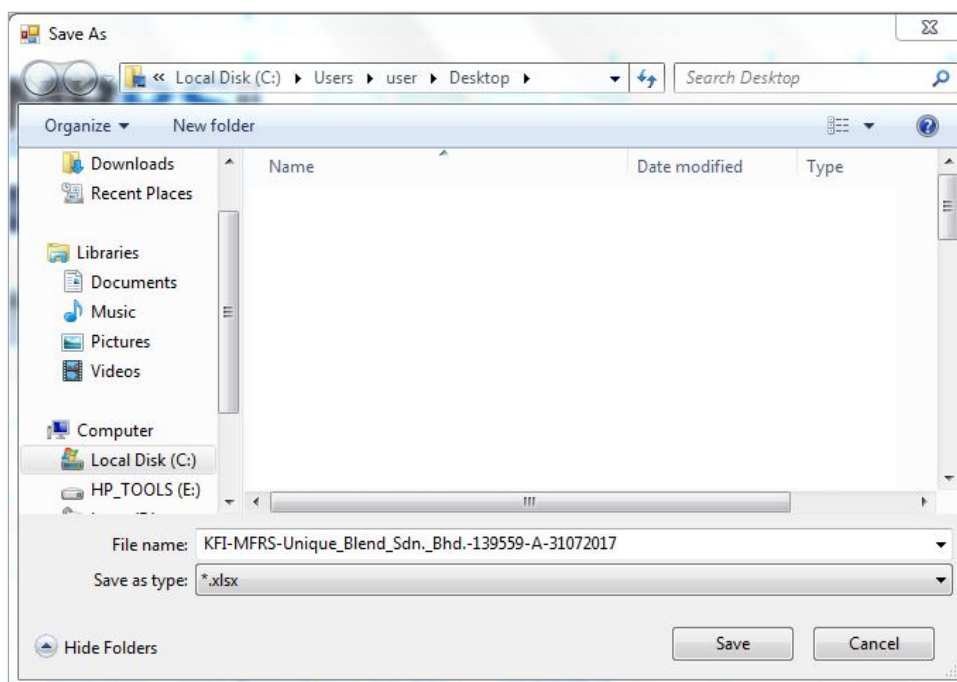 Save As
« Local Disk (C:) ▸ Users ▸ user ▸ Desktop ▸
Search Desktop
Organize ▾ New folder
Downloads
Name Date modified Type
Recent Places
Libraries
Documents
Music
Pictures
Videos
Computer
Local Disk (C:)
HP_TOOLS (E:)
File name: KFI-MFRS-Unique_Blend_Sdn._Bhd.-139559-A-31072017
Save as type: *.xlsx
Hide Folders Save Cancel